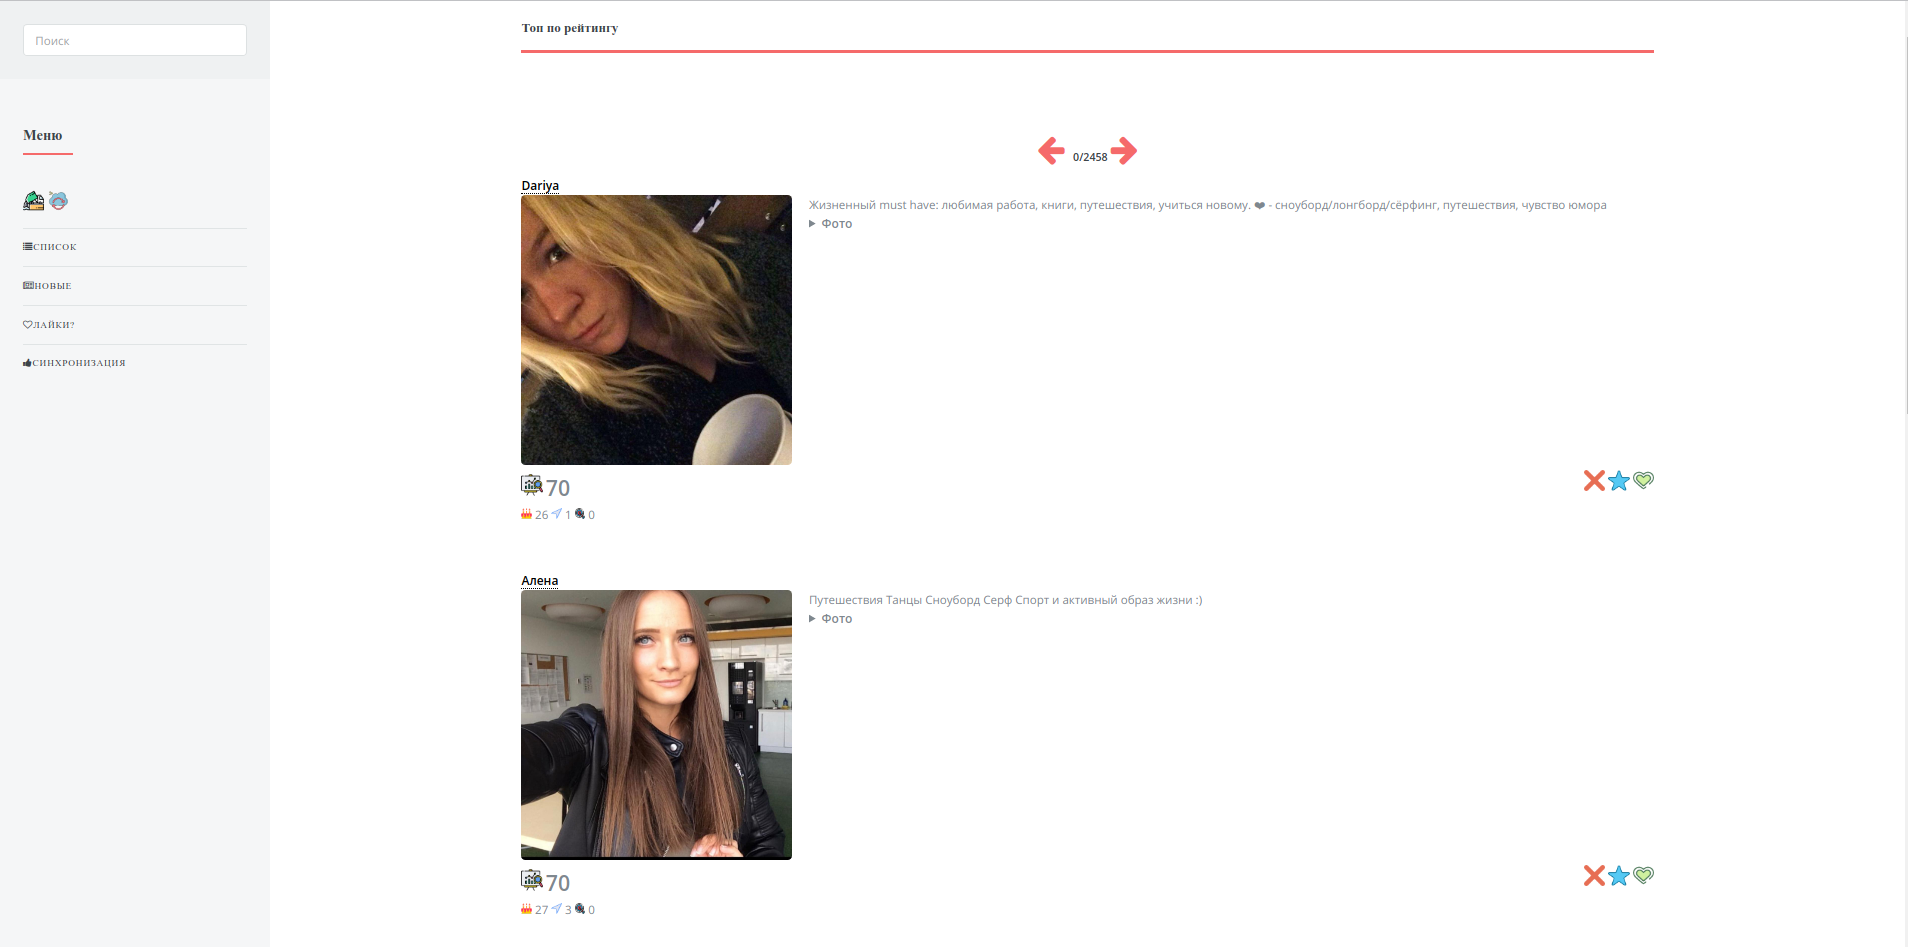 Поиск
Меню
СПИСОК
НОВЫЕ
ЛАЙКИ?
СИНХРОНИЗАЦИЯ
Топ по рейтингу
0/2458
Dariya
Жизненный must have: любимая работа, книги, путешествия, учиться новому. ❤ - сноуборд/лонгборд/сёрфинг, путешествия, чувство юмора
Фото
70
26 1 0
Алена
Путешествия Танцы Сноуборд Серф Спорт и активный образ жизни :)
Фото
70
27 3 0